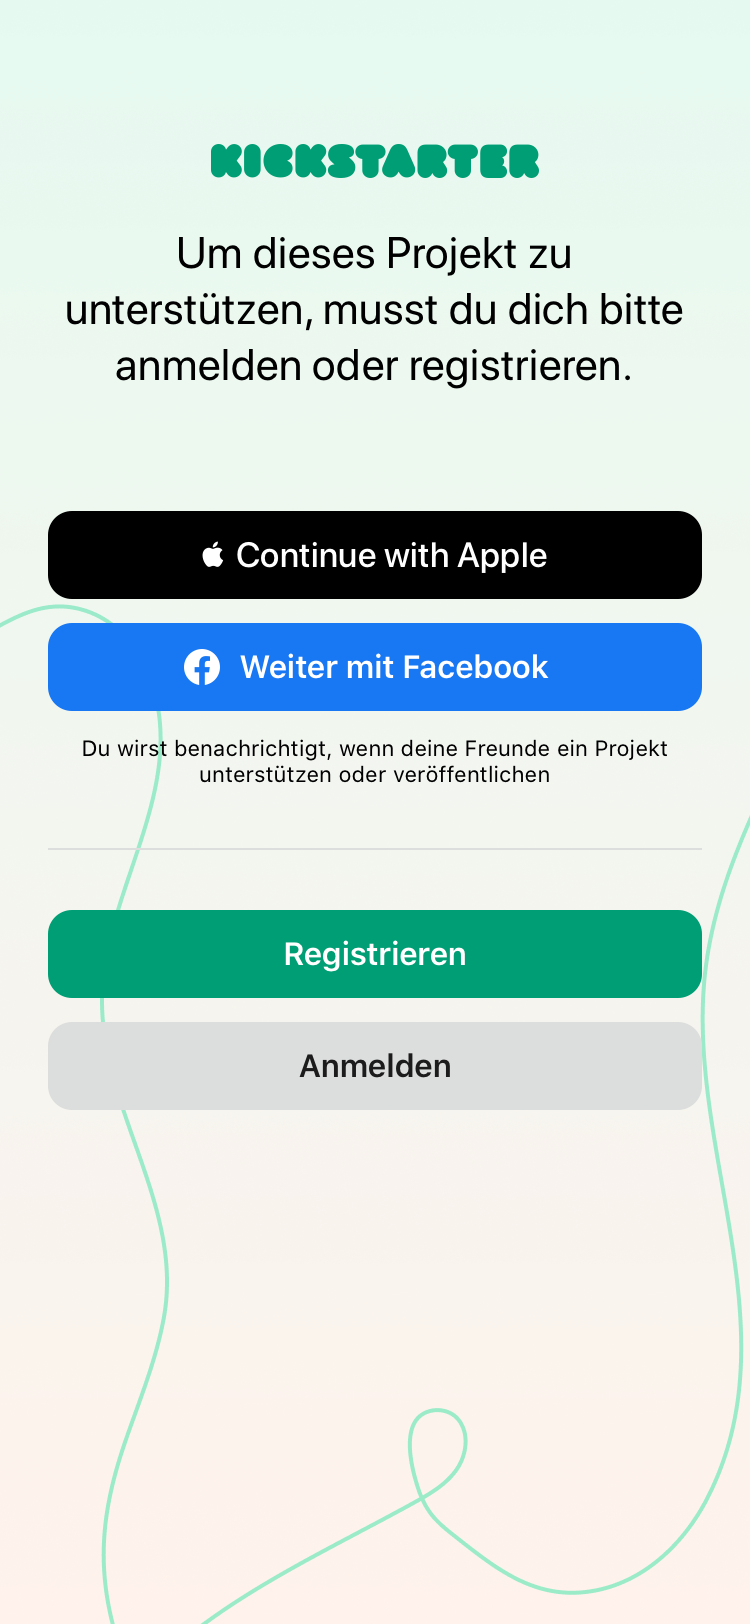 KICKSTARTER
Um dieses Projekt zu
unterstützen, musst du dich bitte
anmelden oder registrieren.
Continue with Apple
Weiter mit Facebook
Du wirst benachrichtigt, wenn deine Freunde ein Projekt
unterstützen oder veröffentlichen
Registrieren
Anmelden